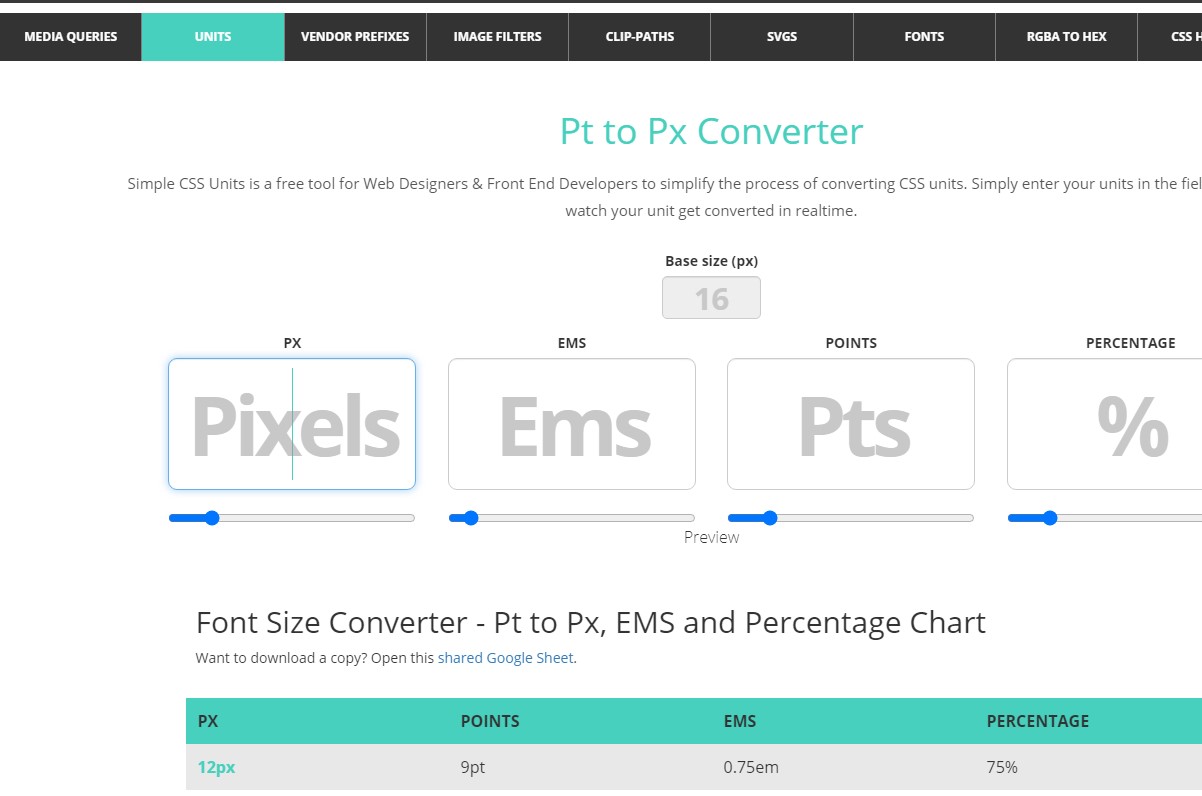 MEDIA QUERIES UNITS VENDOR PREFIXES IMAGE FILTERS CLIP-PATHS SVGS FONTS RGBA TO HEX CSS
Pt to Px Converter
Simple CSS Units is a free tool for Web Designers & Front End Developers to simplify the process of converting CSS units. Simply enter your units in the
watch your unit get converted in realtime.
Base size (px)
16
PX EMS POINTS PERCENTAGE
Pixels Ems Pts %
Preview
Font Size Converter - Pt to Px, EMS and Percentage Chart
Want to download a copy? Open this shared Google Sheet.
PX POINTS EMS PERCENTAGE
12px 9pt 0.75em 75%